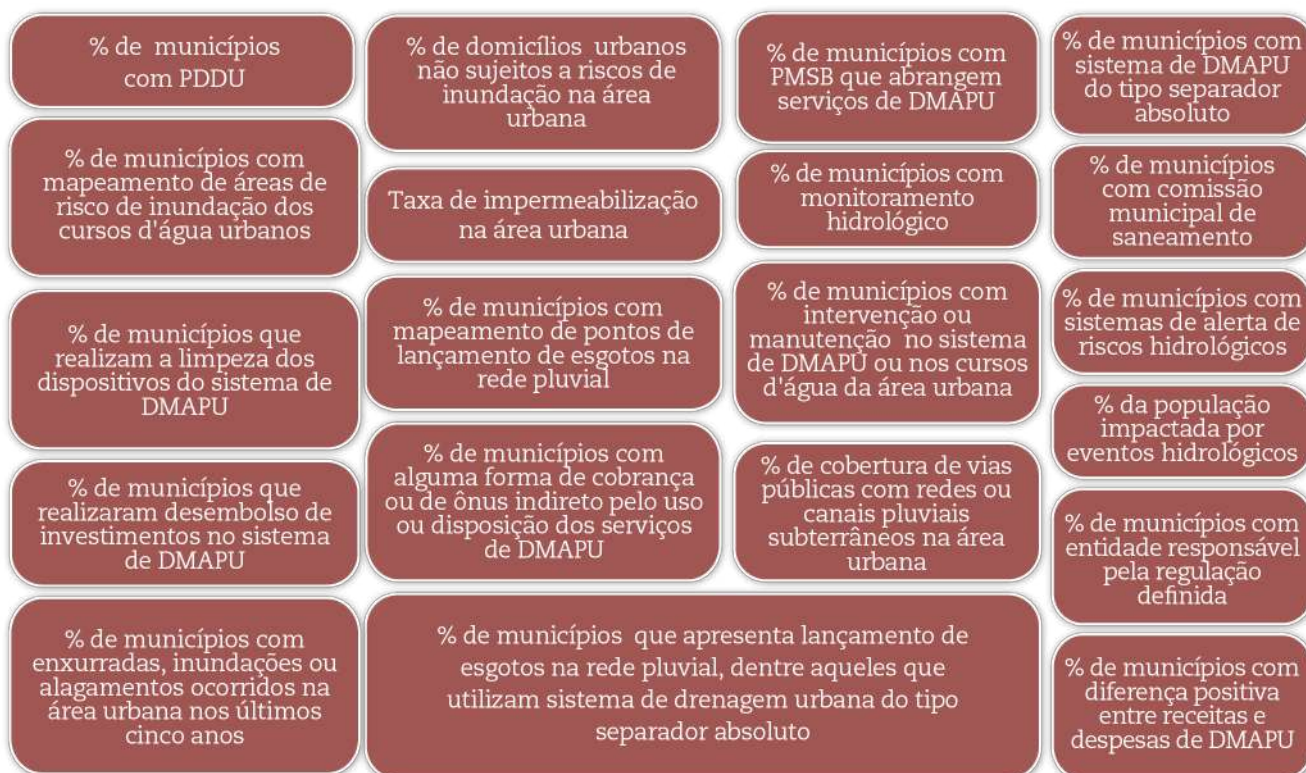 % de municípios
com PDDU
% de municípios com
mapeamento de áreas de
risco de inundação dos
cursos d'água urbanos
% de municípios que
realizam a limpeza dos
dispositivos do sistema de
DMAPU
% de municípios que
realizaram desembolso de
investimentos no sistema
de DMAPU
% de municípios com
enxurradas, inundações ou
alagamentos ocorridos na
área urbana nos últimos
cinco anos
% de domicílios urbanos
não sujeitos a riscos de
inundação na área
urbana
Taxa de impermeabilização
na área urbana
% de municípios com
mapeamento de pontos de
lançamento de esgotos na
rede pluvial
% de municípios com
alguma forma de cobrança
ou de ônus indireto pelo uso
ou disposição dos serviços
de DMAPU
% de municípios que apresenta lançamento de
esgotos na rede pluvial, dentre aqueles que
utilizam sistema de drenagem urbana do tipo
separador absoluto
% de municípios com
PMSB que abrangem
serviços de DMAPU
% de municípios com
monitoramento
hidrológico
% de municípios com
intervenção ou
manutenção no sistema
de DMAPU ou nos cursos
d'água da área urbana
% de cobertura de vias
públicas com redes ou
canais pluviais
subterrâneos na área
urbana
% de municípios com
sistema de DMAPU
do tipo separador
absoluto
% de municípios
com comissão
municipal de
saneamento
% de municípios com
sistemas de alerta de
riscos hidrológicos
% da população
impactada por
eventos hidrológicos
% de municípios com
entidade responsável
pela regulação
definida
% de municípios com
diferença positiva
entre receitas e
despesas de DMAPU